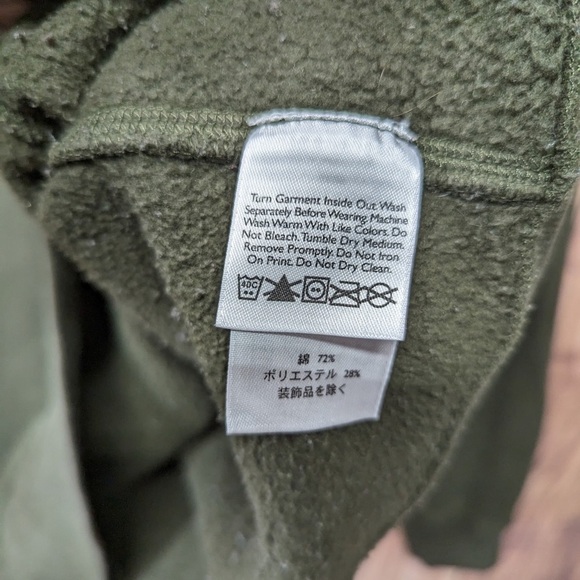 Turn Garment Inside Out. Wash
Separately Before Wearing. Machine
Wash Warm With Like Colors. Do
Not Bleach. Tumble Dry Medium.
Remove Promptly. Do Not Iron
On Print. Do Not Dry Clean.
40C
綿 72%
ポリエステル 28%
装飾品を除く